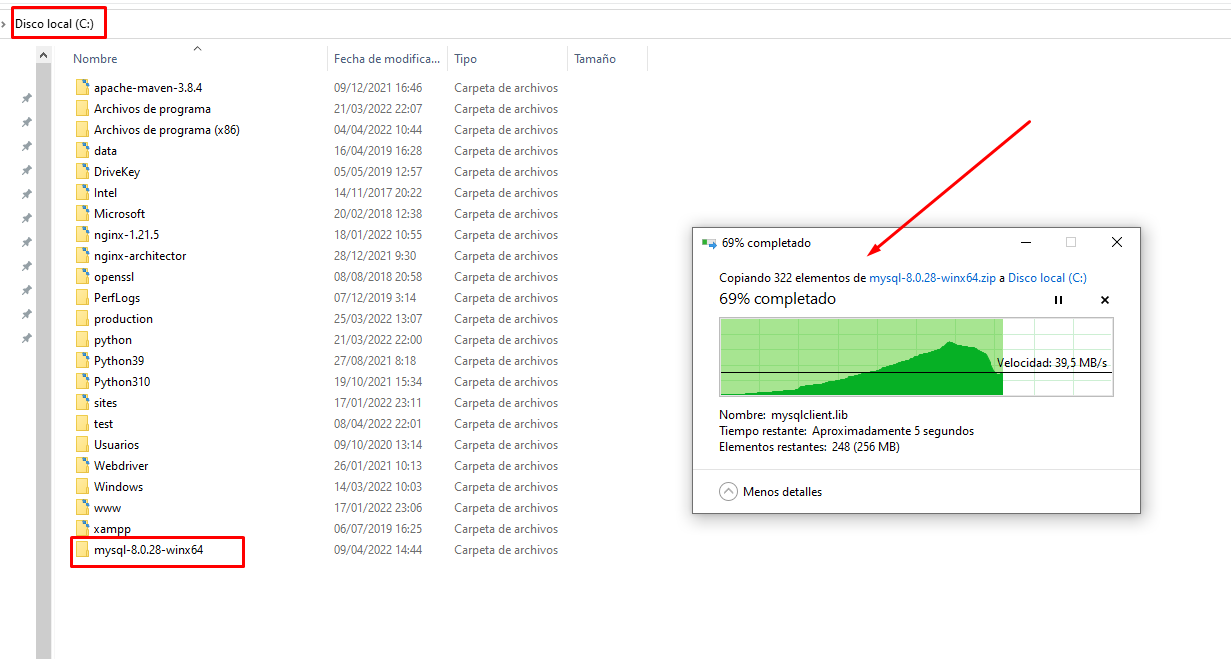 Disco local (C:)
Nombre Fecha de modifica... Tipo Tamaño
apache-maven-3.8.4 09/12/2021 16:46 Carpeta de archivos
Archivos de programa 21/03/2022 22:07 Carpeta de archivos
Archivos de programa (x86) 04/04/2022 10:44 Carpeta de archivos
data 16/04/2019 16:28 Carpeta de archivos
DriveKey 05/05/2019 12:57 Carpeta de archivos
Intel 14/11/2017 20:22 Carpeta de archivos
Microsoft 20/02/2018 12:38 Carpeta de archivos
nginx-1.21.5 18/01/2022 10:55 Carpeta de archivos
nginx-architector 28/12/2021 9:30 Carpeta de archivos
openssl 08/08/2018 20:58 Carpeta de archivos
PerfLogs 07/12/2019 3:14 Carpeta de archivos
production 25/03/2022 13:07 Carpeta de archivos
python 21/03/2022 22:00 Carpeta de archivos
Python39 27/08/2021 8:18 Carpeta de archivos
Python310 19/10/2021 15:34 Carpeta de archivos
sites 17/01/2022 23:11 Carpeta de archivos
test 08/04/2022 22:01 Carpeta de archivos
Usuarios 09/10/2020 13:14 Carpeta de archivos
Webdriver 26/01/2021 10:13 Carpeta de archivos
Windows 14/03/2022 10:03 Carpeta de archivos
www 17/01/2022 23:06 Carpeta de archivos
xampp 06/07/2019 16:25 Carpeta de archivos
mysql-8.0.28-winx64 09/04/2022 14:44 Carpeta de archivos
69% completado
Copiando 322 elementos de mysql-8.0.28-winx64.zip a Disco local (C:)
69% completado
Velocidad: 39,5 MB/s
Nombre: mysqlclient.lib
Tiempo restante: Aproximadamente 5 segundos
Elementos restantes: 248 (256 MB)
Menos detalles